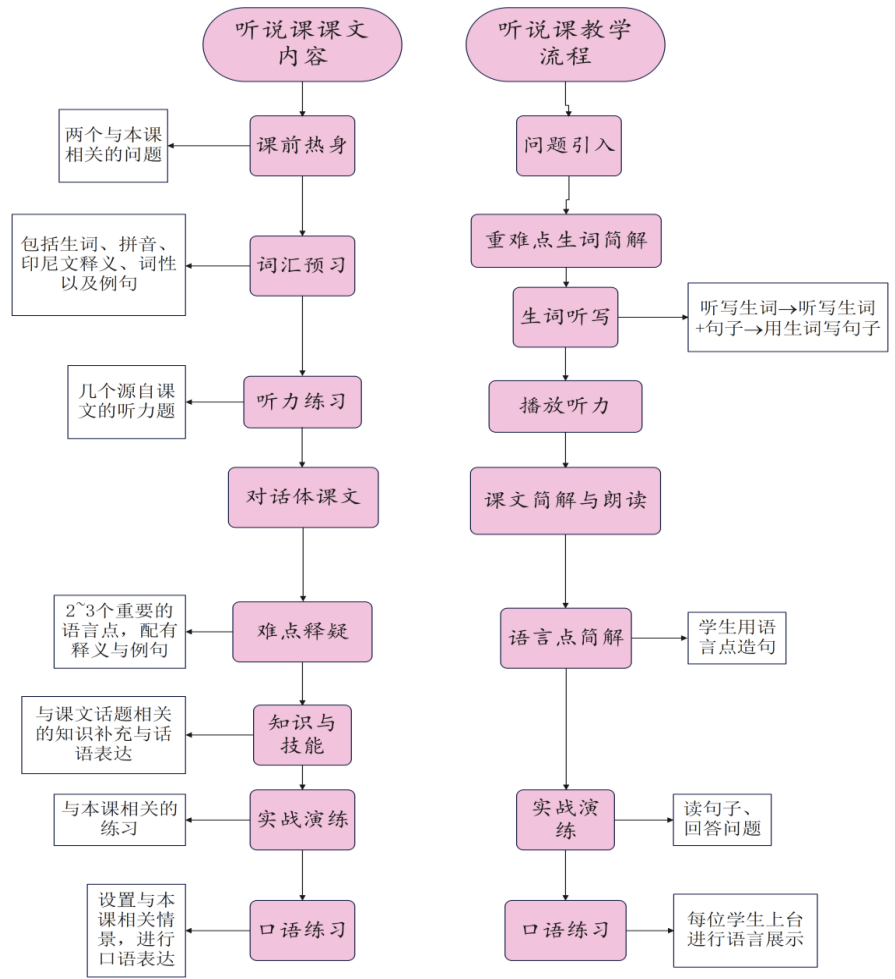 听说课课文
内容
两个与本课
相关的问题
课前热身
包括生词、拼音、
印尼文释义、词性
以及例句
词汇预习
几个源自课
文的听力题
听力练习
对话体课文
2~3个重要的
语言点，配有
释义与例句
难点释疑
与课文话题相关
的知识补充与话
语表达
知识与
技能
与本课相关的
练习
实战演练
设置与本
课相关情
景，进行
口语表达
口语练习
听说课教学
流程
问题引入
重难点生词简解
生词听写
听写生词→听写生词
+句子→用生词写句子
播放听力
课文简解与朗读
语言点简解
学生用语
言点造句
实战演
练
读句子、
回答问题
口语练习
每位学生上台
进行语言展示